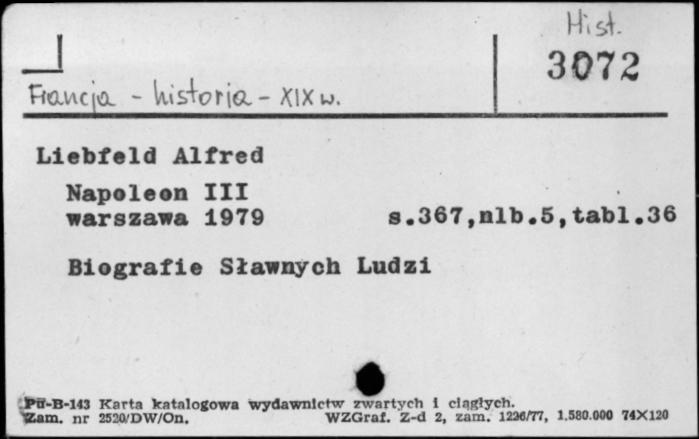 Hist.
3072
Francja - historia - XIX w.
Liebfeld Alfred
Napoleon III
warszawa 1979 s.367,nlb.5,tabl.36
Biografie Sławnych Ludzi
Pu-B-143 Karta katalogowa wydawnictw zwartych i ciągłych.
Zam. nr 2520/DW/On. WZGraf. Z-d 2, zam. 1226/77, 1.580.000 74X120